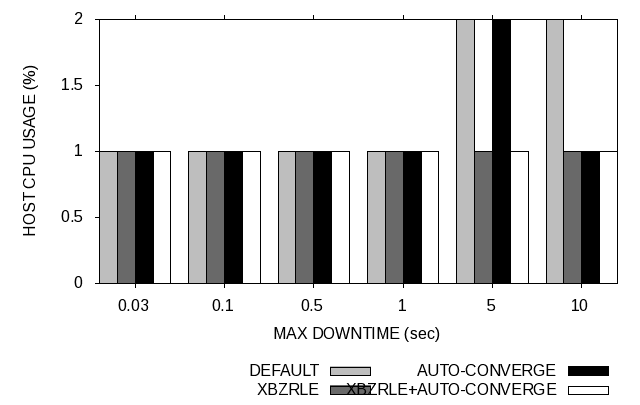 2
1.5
1
0.5
0
HOST CPU USAGE (%)
0.03 0.1 0.5 1 5 10
MAX DOWNTIME (sec)
DEFAULT AUTO-CONVERGE
XBZRLE XBZRLE+AUTO-CONVERGE